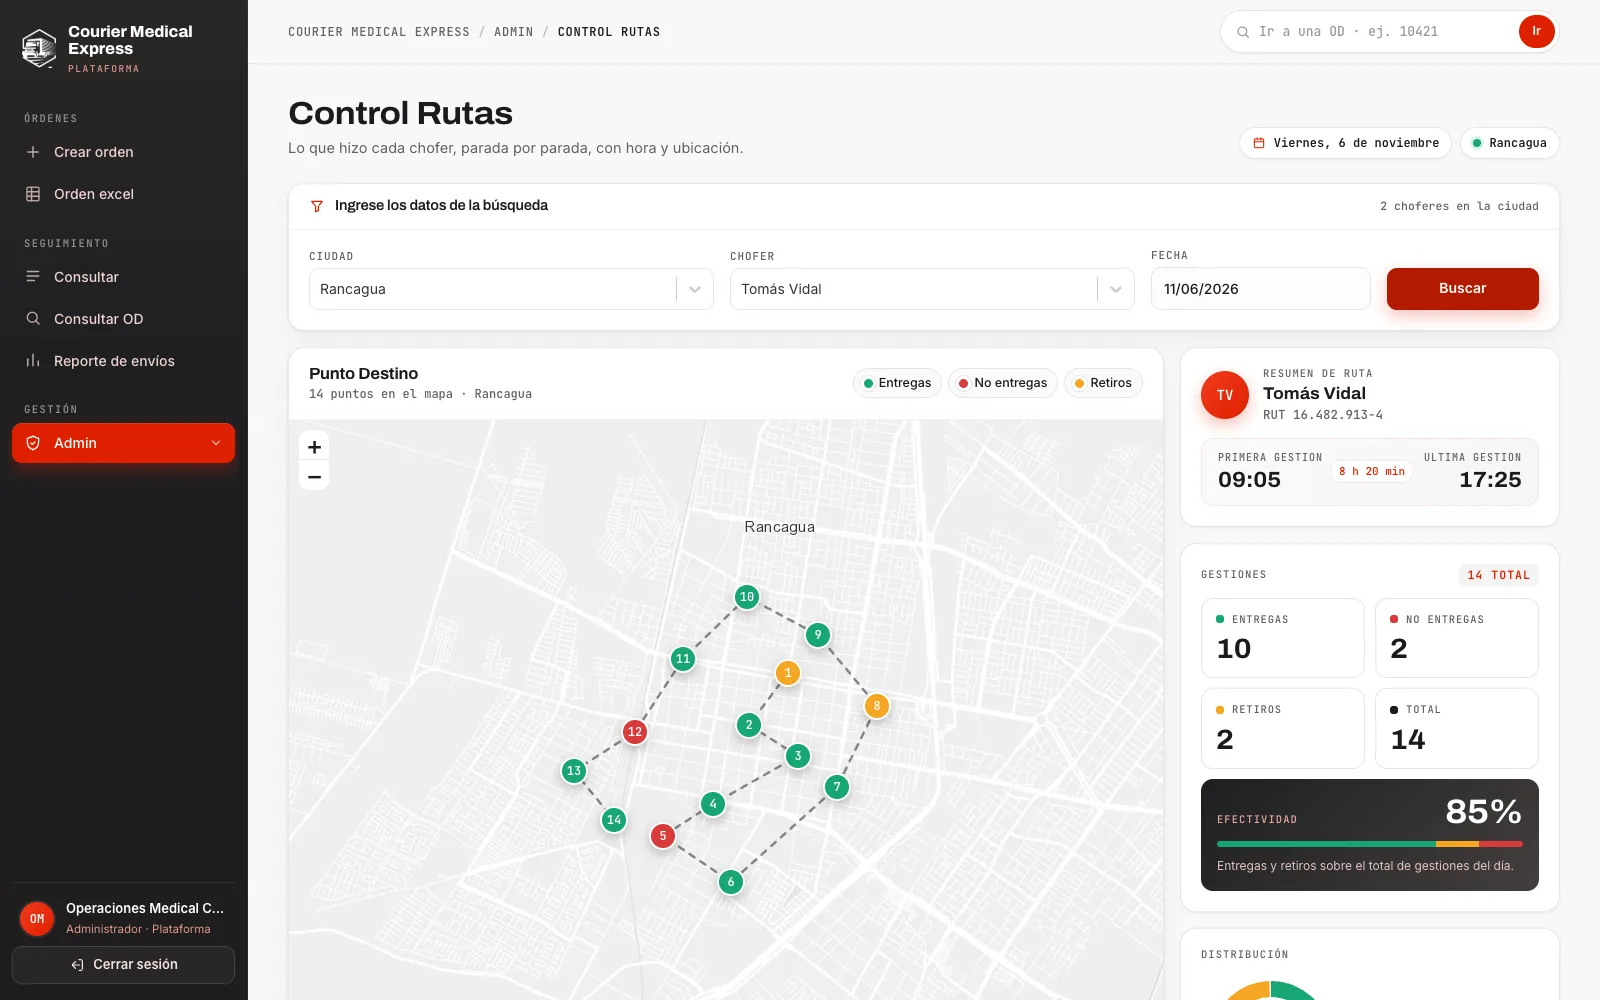 Courier Medical
Express
PLATAFORMA
ÓRDENES
Crear orden
Orden excel
SEGUIMIENTO
Consultar
Consultar OD
Reporte de envíos
GESTIÓN
Admin
OM
Operaciones Medical C...
Administrador · Plataforma
Cerrar sesión
COURIER MEDICAL EXPRESS / ADMIN / CONTROL RUTAS
Ir a una OD · ej. 10421
Ir
Control Rutas
Lo que hizo cada chofer, parada por parada, con hora y ubicación.
Viernes, 6 de noviembre
Rancagua
Ingrese los datos de la búsqueda
2 choferes en la ciudad
CIUDAD
Rancagua
CHOFER
Tomás Vidal
FECHA
11/06/2026
Buscar
Punto Destino
14 puntos en el mapa · Rancagua
Entregas
No entregas
Retiros
+
−
Rancagua
10
9
11
1
8
12
2
3
13
7
4
14
5
6
TV
RESUMEN DE RUTA
Tomás Vidal
RUT 16.482.913-4
PRIMERA GESTION
09:05
8 h 20 min
ULTIMA GESTION
17:25
GESTIONES
14 TOTAL
ENTREGAS
10
NO ENTREGAS
2
RETIROS
2
TOTAL
14
EFECTIVIDAD
85%
Entregas y retiros sobre el total de gestiones del día.
DISTRIBUCIÓN